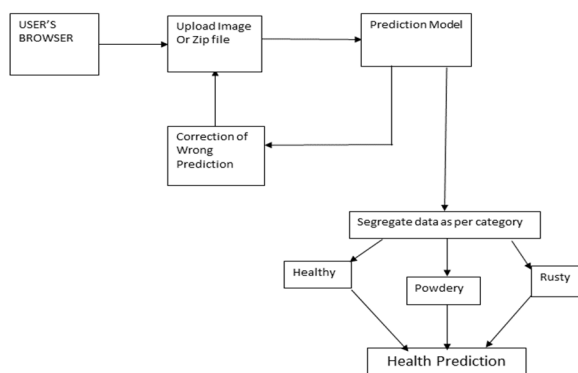 USER'S
BROWSER
Upload Image
Or Zip file
Prediction Model
Correction of
Wrong
Prediction
Segregate data as per category
Healthy
Powdery
Rusty
Health Prediction